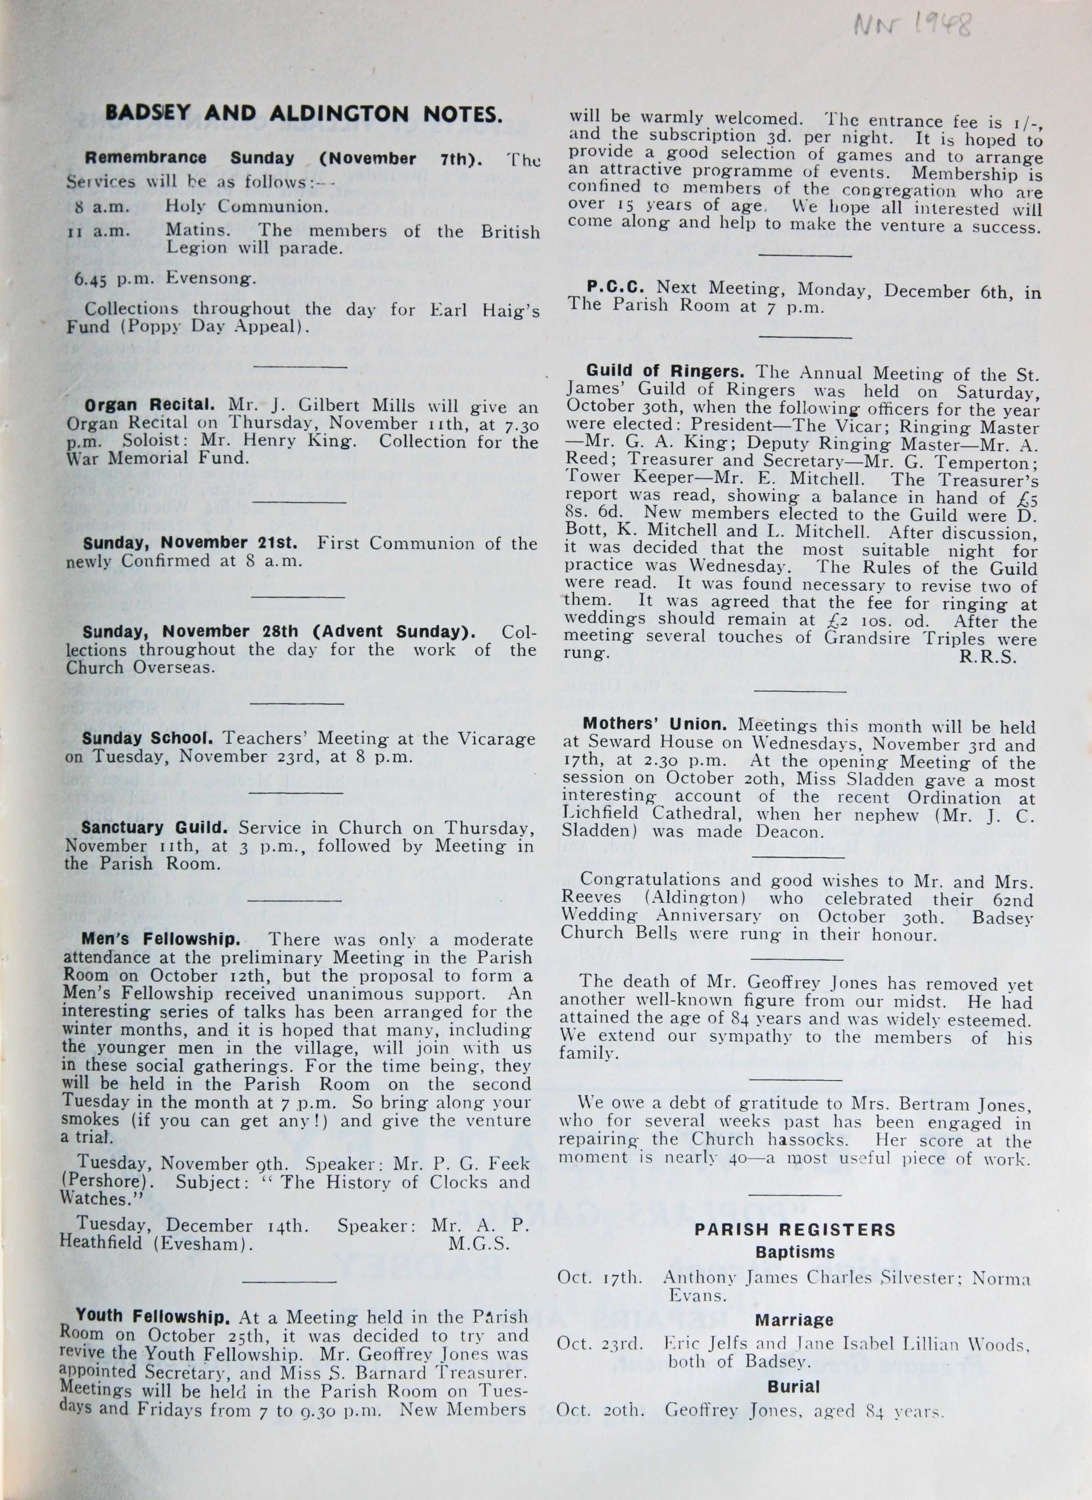 Nov 1948
BADSEY AND ALDINGTON NOTES.
Remembrance Sunday (November 7th). The
Services will be as follows:--
8 a.m. Holy Communion.
11 a.m. Matins. The members of the British
Legion will parade.
6.45 p.m. Evensong.
Collections throughout the day for Earl Haig's
Fund (Poppy Day Appeal).
Organ Recital. Mr. J. Gilbert Mills will give an
Organ Recital on Thursday, November 11th, at 7.30
p.m. Soloist: Mr. Henry King. Collection for the
War Memorial Fund.
Sunday, November 21st. First Communion of the
newly Confirmed at 8 a.m.
Sunday, November 28th (Advent Sunday). Col-
lections throughout the day for the work of the
Church Overseas.
Sunday School. Teachers' Meeting at the Vicarage
on Tuesday, November 23rd, at 8 p.m.
Sanctuary Guild. Service in Church on Thursday,
November 11th, at 3 p.m., followed by Meeting in
the Parish Room.
Men's Fellowship. There was only a moderate
attendance at the preliminary Meeting in the Parish
Room on October 12th, but the proposal to form a
Men's Fellowship received unanimous support. An
interesting series of talks has been arranged for the
winter months, and it is hoped that many, including
the younger men in the village, will join with us
in these social gatherings. For the time being, they
will be held in the Parish Room on the second
Tuesday in the month at 7 p.m. So bring along your
smokes (if you can get any!) and give the venture
a trial.
Tuesday, November 9th. Speaker: Mr. P. G. Feek
(Pershore). Subject: "The History of Clocks and
Watches."
Tuesday, December 14th. Speaker: Mr. A. P.
Heathfield (Evesham). M.G.S.
Youth Fellowship. At a Meeting held in the Parish
Room on October 25th, it was decided to try and
revive the Youth Fellowship. Mr. Geoffrey Jones was
appointed Secretary, and Miss S. Barnard Treasurer.
Meetings will be held in the Parish Room on Tues-
days and Fridays from 7 to 9.30 p.m. New Members
will be warmly welcomed. The entrance fee is 1/-,
and the subscription 3d. per night. It is hoped to
provide a good selection of games and to arrange
an attractive programme of events. Membership is
confined to members of the congregation who are
over 15 years of age. We hope all interested will
come along and help to make the venture a success.
P.C.C. Next Meeting, Monday, December 6th, in
The Parish Room at 7 p.m.
Guild of Ringers. The Annual Meeting of the St.
James' Guild of Ringers was held on Saturday,
October 30th, when the following officers for the year
were elected: President—The Vicar; Ringing Master
—Mr. G. A. King; Deputy Ringing Master—Mr. A.
Reed; Treasurer and Secretary—Mr. G. Temperton;
Tower Keeper—Mr. E. Mitchell. The Treasurer's
report was read, showing a balance in hand of £5
8s. 6d. New members elected to the Guild were D.
Bott, K. Mitchell and L. Mitchell. After discussion,
it was decided that the most suitable night for
practice was Wednesday. The Rules of the Guild
were read. It was found necessary to revise two of
them. It was agreed that the fee for ringing at
weddings should remain at £2 10s. 0d. After the
meeting several touches of Grandsire Triples were
rung. R.R.S.
Mothers' Union. Meetings this month will be held
at Seward House on Wednesdays, November 3rd and
17th, at 2.30 p.m. At the opening Meeting of the
session on October 20th, Miss Sladden gave a most
interesting account of the recent Ordination at
Lichfield Cathedral, when her nephew (Mr. J. C.
Sladden) was made Deacon.
Congratulations and good wishes to Mr. and Mrs.
Reeves (Aldington) who celebrated their 62nd
Wedding Anniversary on October 30th. Badsey
Church Bells were rung in their honour.
The death of Mr. Geoffrey Jones has removed yet
another well-known figure from our midst. He had
attained the age of 84 years and was widely esteemed.
We extend our sympathy to the members of his
family.
We owe a debt of gratitude to Mrs. Bertram Jones,
who for several weeks past has been engaged in
repairing the Church hassocks. Her score at the
moment is nearly 40—a most useful piece of work.
PARISH REGISTERS
Baptisms
Oct. 17th. Anthony James Charles Silvester; Norma
Evans.
Marriage
Oct. 23rd. Eric Jelfs and Jane Isabel Lillian Woods,
both of Badsey.
Burial
Oct. 20th. Geoffrey Jones, aged 84 years.